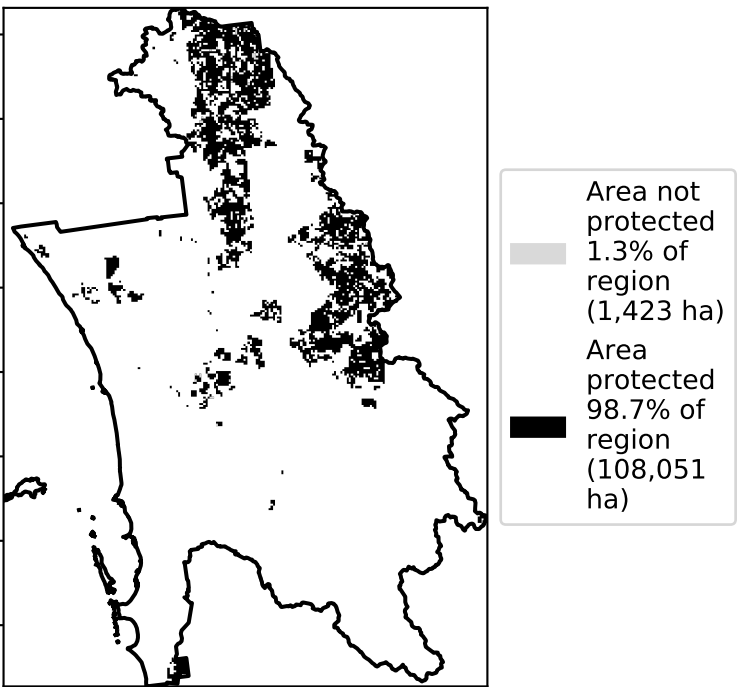 Area not
protected
1.3% of
region
(1,423 ha)
Area
protected
98.7% of
region
(108,051
ha)